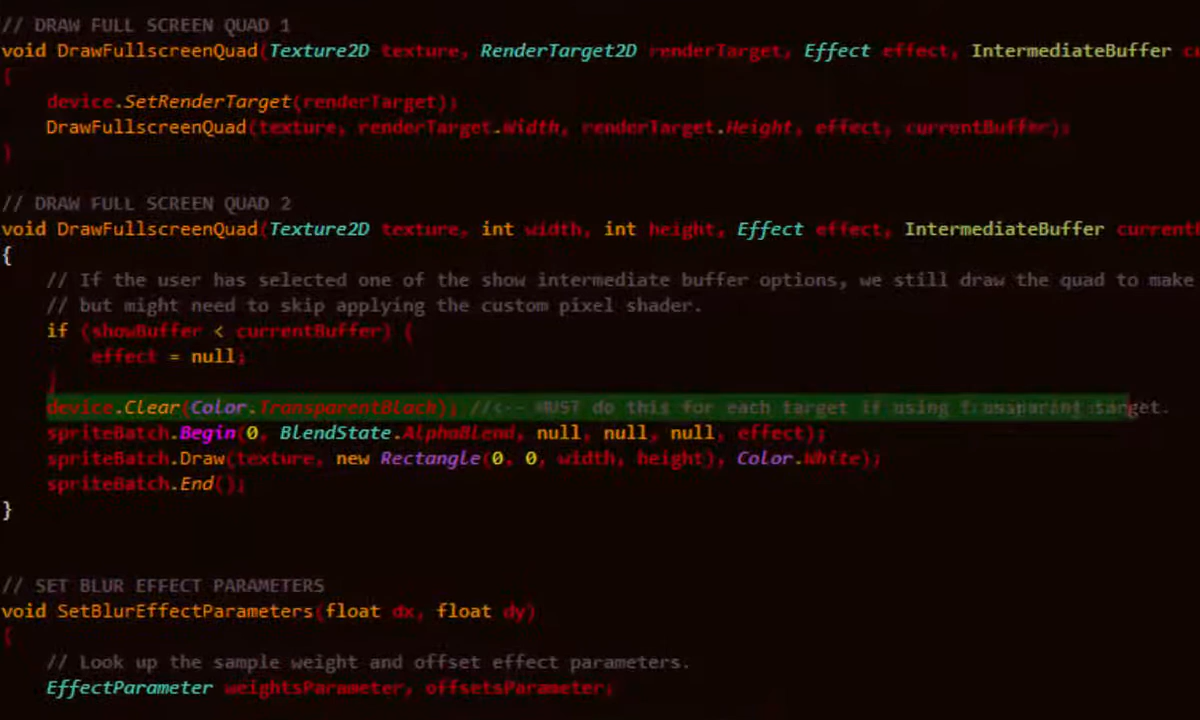 // DRAW FULL SCREEN QUAD 1
void DrawFullscreenQuad(Texture2D texture, RenderTarget2D renderTarget, Effect effect, IntermediateBuffer cu
{
device.SetRenderTarget(renderTarget);
DrawFullscreenQuad(texture, renderTarget.Width, renderTarget.Height, effect, currentBuffer);
}
// DRAW FULL SCREEN QUAD 2
void DrawFullscreenQuad(Texture2D texture, int width, int height, Effect effect, IntermediateBuffer current
{
// If the user has selected one of the show intermediate buffer options, we still draw the quad to make
// but might need to skip applying the custom pixel shader.
if (showBuffer < currentBuffer) {
effect = null;
}
device.Clear(Color.TransparentBlack); //<-- MUST do this for each target if using target.
spriteBatch.Begin(0, BlendState.AlphaBlend, null, null, null, effect);
spriteBatch.Draw(texture, new Rectangle(0, 0, width, height), Color.White);
spriteBatch.End();
}
// SET BLUR EFFECT PARAMETERS
void SetBlurEffectParameters(float dx, float dy)
{
// Look up the sample weight and offset effect parameters.
EffectParameter weightsParameter, offsetsParameter;